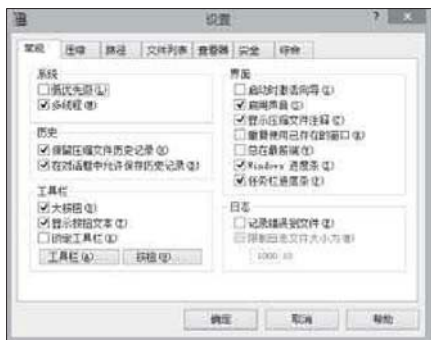 设置
常规 压缩 路径 文件列表 查看器 安全 综合
系统
低优先级(L)
多线程(M)
历史
保留压缩文件历史记录(K)
在对话框中允许保存历史记录(A)
工具栏
大按钮(G)
显示按钮文本(T)
锁定工具栏(L)
工具栏(A)... 按钮(B)...
界面
启动时激活向导(W)
启用声音(E)
显示压缩文件注释(C)
重复使用已存在的窗口(R)
总在最前端(Y)
Windows 进度条(S)
任务栏进度条(I)
日志
记录错误到文件(E)
限制日志文件大小为
1000
确定 取消 帮助